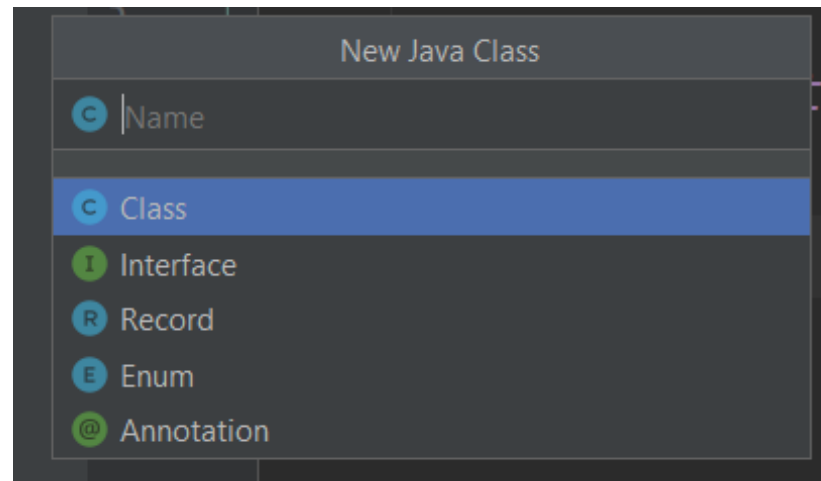 New Java Class
C Name
C Class
I Interface
R Record
E Enum
@ Annotation